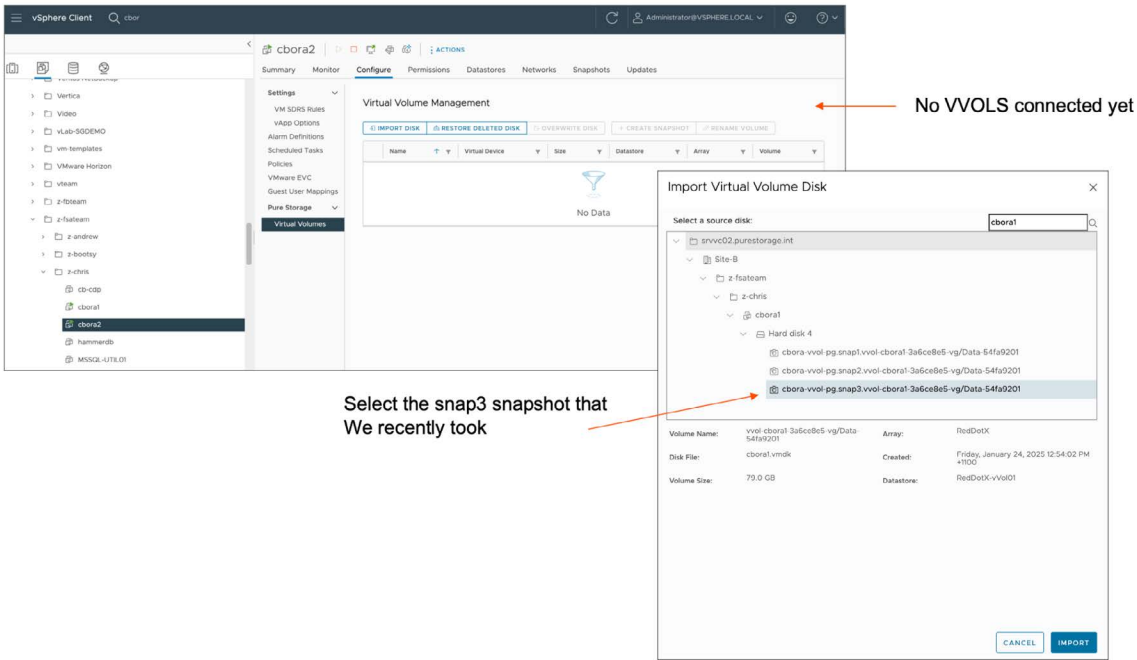 vSphere Client
cbor
Administrator@VSPHERE.LOCAL
cbora2
ACTIONS
Summary Monitor Configure Permissions Datastores Networks Snapshots Updates
Vertica
Video
vLab-SGDEMO
vm-templates
VMware Horizon
vteam
z-fbteam
z-fsateam
z-andrew
z-bootsy
z-chris
cb-cdp
cbora1
cbora2
hammerdb
MSSQL-UTIL01
Settings
VM SDRS Rules
vApp Options
Alarm Definitions
Scheduled Tasks
Policies
VMware EVC
Guest User Mappings
Pure Storage
Virtual Volumes
Virtual Volume Management
IMPORT DISK RESTORE DELETED DISK OVERWRITE DISK + CREATE SNAPSHOT RENAME VOLUME
Name Virtual Device Size Datastore Array Volume
No Data
No VVOLS connected yet
Import Virtual Volume Disk
Select a source disk:
cbora1
srvvc02.purestorage.int
Site-B
z-fsateam
z-chris
cbora1
Hard disk 4
cbora-vvol-pg.snap1.vvol-cbora1-3a6ce8e5-vg/Data-54fa9201
cbora-vvol-pg.snap2.vvol-cbora1-3a6ce8e5-vg/Data-54fa9201
cbora-vvol-pg.snap3.vvol-cbora1-3a6ce8e5-vg/Data-54fa9201
Select the snap3 snapshot that
We recently took
Volume Name: vvol-cbora1-3a6ce8e5-vg/Data-
54fa9201
Array: RedDotX
Disk File: cbora1.vmdk
Created: Friday, January 24, 2025 12:54:02 PM
+1100
Volume Size: 79.0 GB
Datastore: RedDotX-vVol01
CANCEL IMPORT